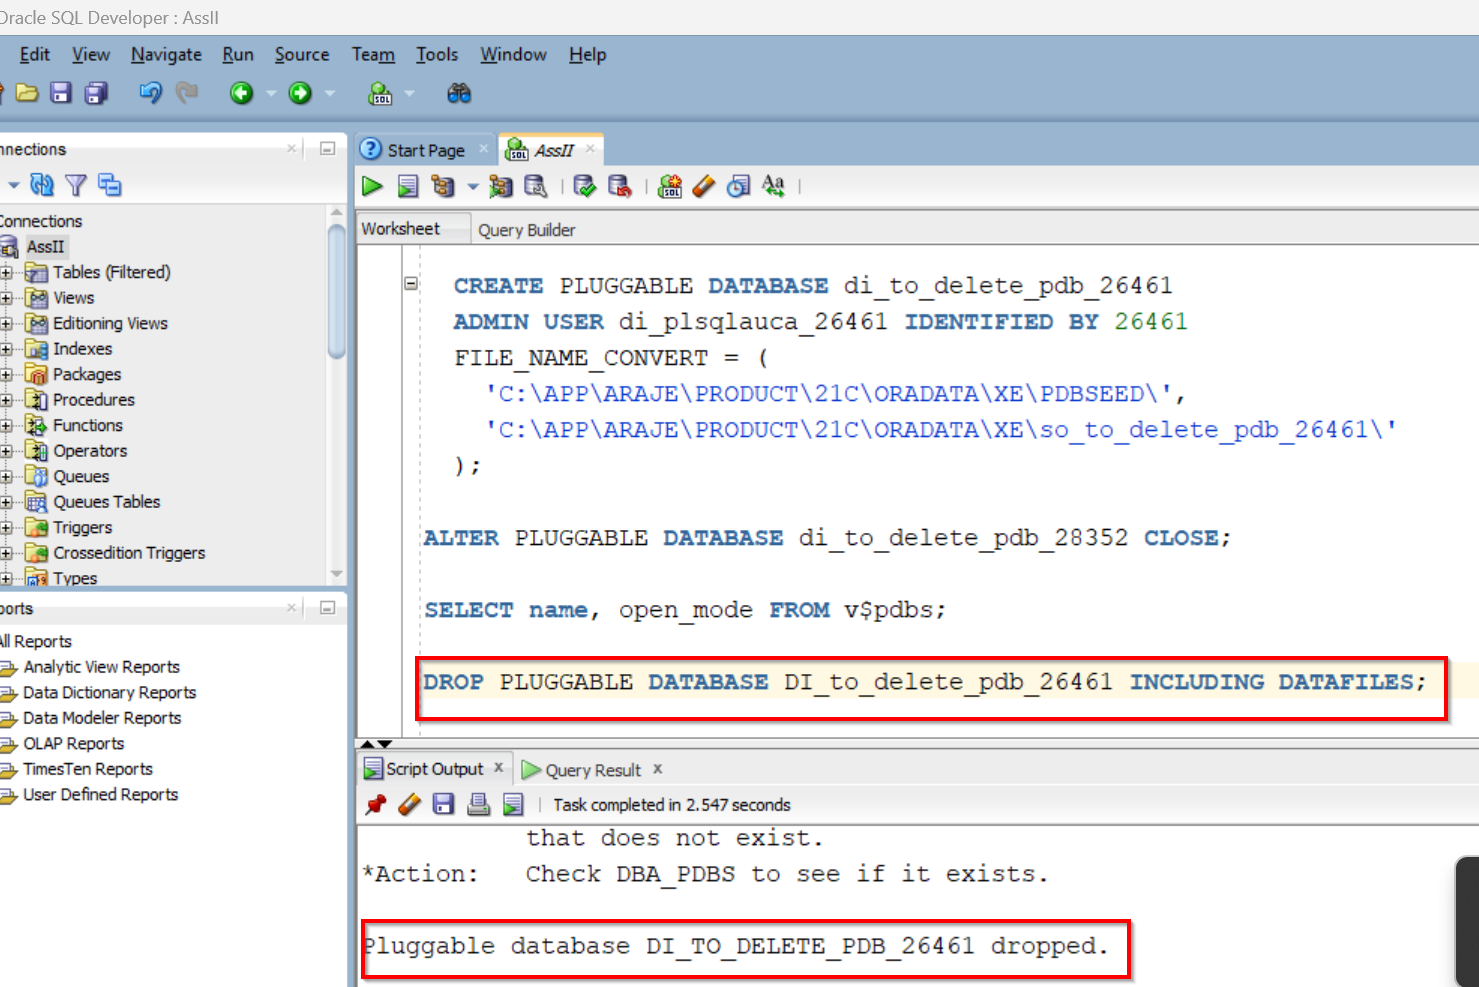 Oracle SQL Developer : AssII
Edit View Navigate Run Source Team Tools Window Help
nnections
Start Page
AssII
Worksheet
Query Builder
Connections
AssII
Tables (Filtered)
Views
Editioning Views
Indexes
Packages
Procedures
Functions
Operators
Queues
Queues Tables
Triggers
Crossedition Triggers
Types
ports
All Reports
Analytic View Reports
Data Dictionary Reports
Data Modeler Reports
OLAP Reports
TimesTen Reports
User Defined Reports
CREATE PLUGGABLE DATABASE di_to_delete_pdb_26461
ADMIN USER di_plsqlauca_26461 IDENTIFIED BY 26461
FILE_NAME_CONVERT = (
'C:\APP\ARAJE\PRODUCT\21C\ORADATA\XE\PDBSEED\',
'C:\APP\ARAJE\PRODUCT\21C\ORADATA\XE\so_to_delete_pdb_26461\'
);
ALTER PLUGGABLE DATABASE di_to_delete_pdb_28352 CLOSE;
SELECT name, open_mode FROM v$pdbs;
DROP PLUGGABLE DATABASE DI_to_delete_pdb_26461 INCLUDING DATAFILES;
Script Output
Query Result
Task completed in 2.547 seconds
that does not exist.
*Action: Check DBA_PDBS to see if it exists.
Pluggable database DI_TO_DELETE_PDB_26461 dropped.